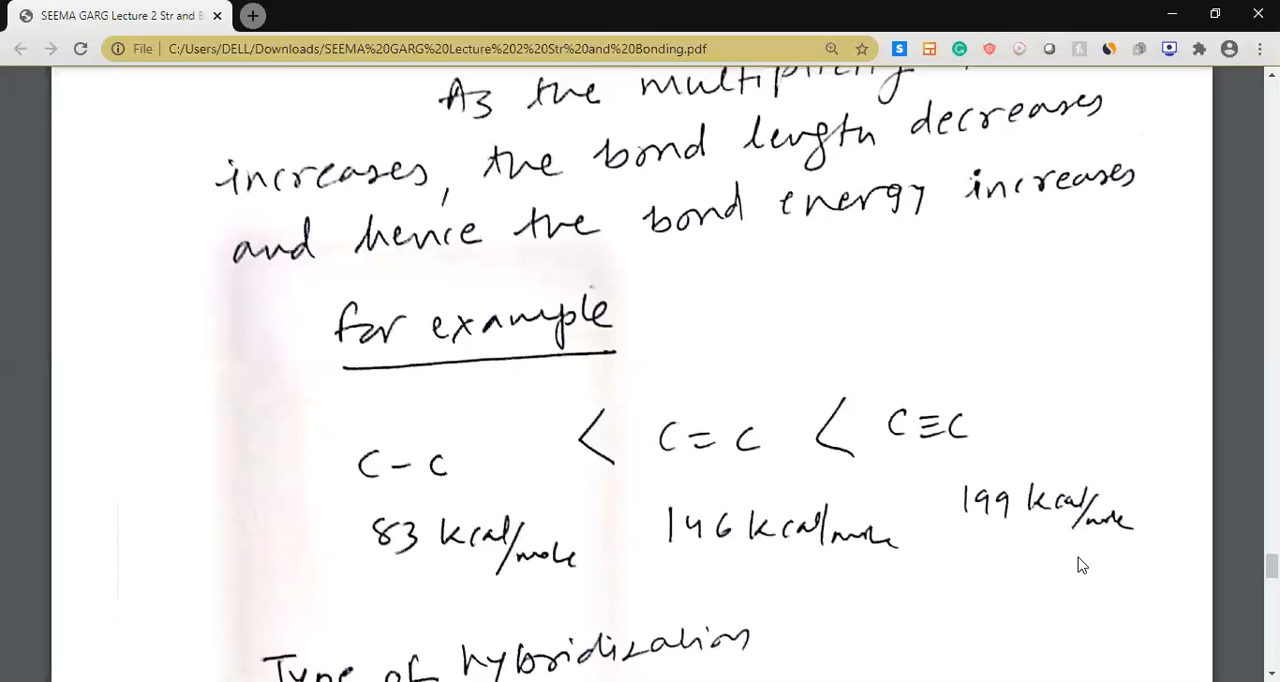 SEEMA GARG Lecture 2 Str and B
File C:/Users/DELL/Downloads/SEEMA%20GARG%20Lecture%202%20Str%20and%20Bonding.pdf
As the multiplicity
increases, the bond length decreases
and hence the bond energy increases
for example
C-C < C=C < C≡C
83 kcal/mole 146 kcal/mole 199 kcal/mole
Type of hybridization